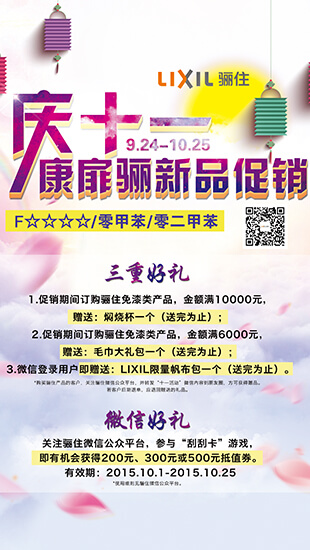 LIXIL 骊住
庆十一
9.24-10.25
康扉骊新品促销
F☆☆☆☆/零甲苯/零二甲苯
三重好礼
1.促销期间订购骊住免漆类产品，金额满10000元，
赠送：焖烧杯一个（送完为止）；
2.促销期间订购骊住免漆类产品，金额满6000元，
赠送：毛巾大礼包一个（送完为止）；
3.微信登录用户即赠送：LIXIL限量帆布包一个（送完为止）。
微信好礼
关注骊住微信公众平台，参与“刮刮卡”游戏，
即有机会获得200元、300元或500元抵值券。
有效期：2015.10.1-2015.10.25